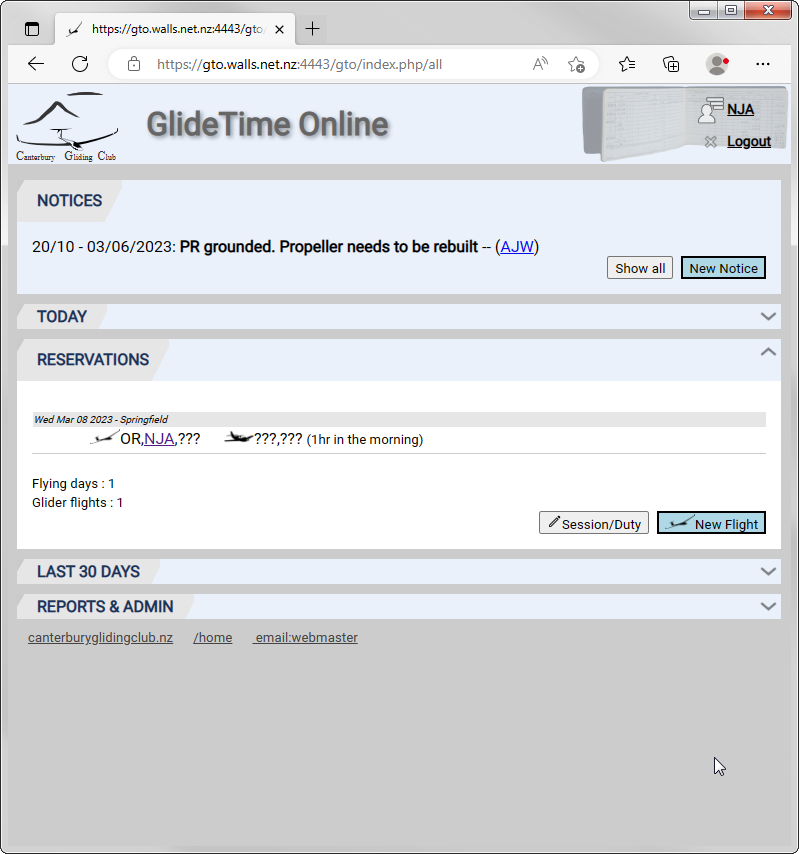 https://gto.walls.net.nz:4443/gto/
https://gto.walls.net.nz:4443/gto/index.php/all
Canterbury Gliding Club
GlideTime Online
NJA
Logout
NOTICES
20/10 - 03/06/2023: PR grounded. Propeller needs to be rebuilt -- (AJW)
Show all
New Notice
TODAY
RESERVATIONS
Wed Mar 08 2023 - Springfield
OR,NJA,??? ???,??? (1hr in the morning)
Flying days : 1
Glider flights : 1
Session/Duty
New Flight
LAST 30 DAYS
REPORTS & ADMIN
canterburyglidingclub.nz /home email:webmaster